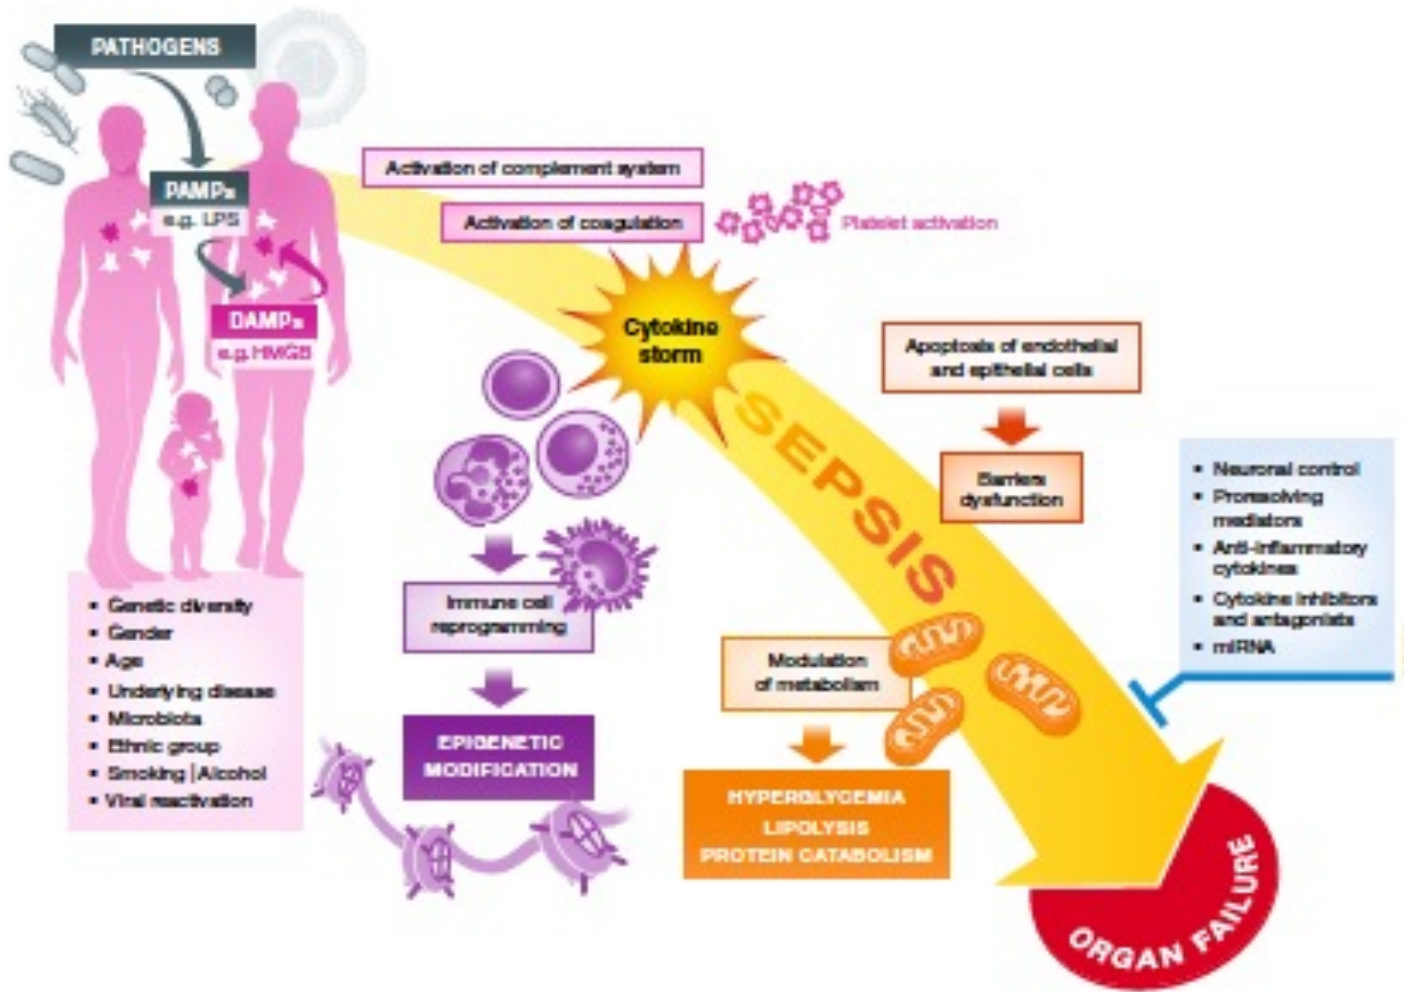 PATHOGENS
PAMPs
e.g. LPS
DAMPs
e.g. HMGB
Activation of complement system
Activation of coagulation
Platelet activation
Cytokine
storm
SEPSIS
Apoptosis of endothelial
and epithelial cells
Barriers
dysfunction
▪ Neuronal control
▪ Proresolving
mediators
▪ Anti-inflammatory
cytokines
▪ Cytokine inhibitors
and antagonists
▪ miRNA
Immune cell
reprogramming
EPIGENETIC
MODIFICATION
Modulation
of metabolism
HYPERGLYCEMIA
LIPOLYSIS
PROTEIN CATABOLISM
▪ Genetic diversity
▪ Gender
▪ Age
▪ Underlying disease
▪ Microbiota
▪ Ethnic group
▪ Smoking | Alcohol
▪ Viral reactivation
ORGAN FAILURE